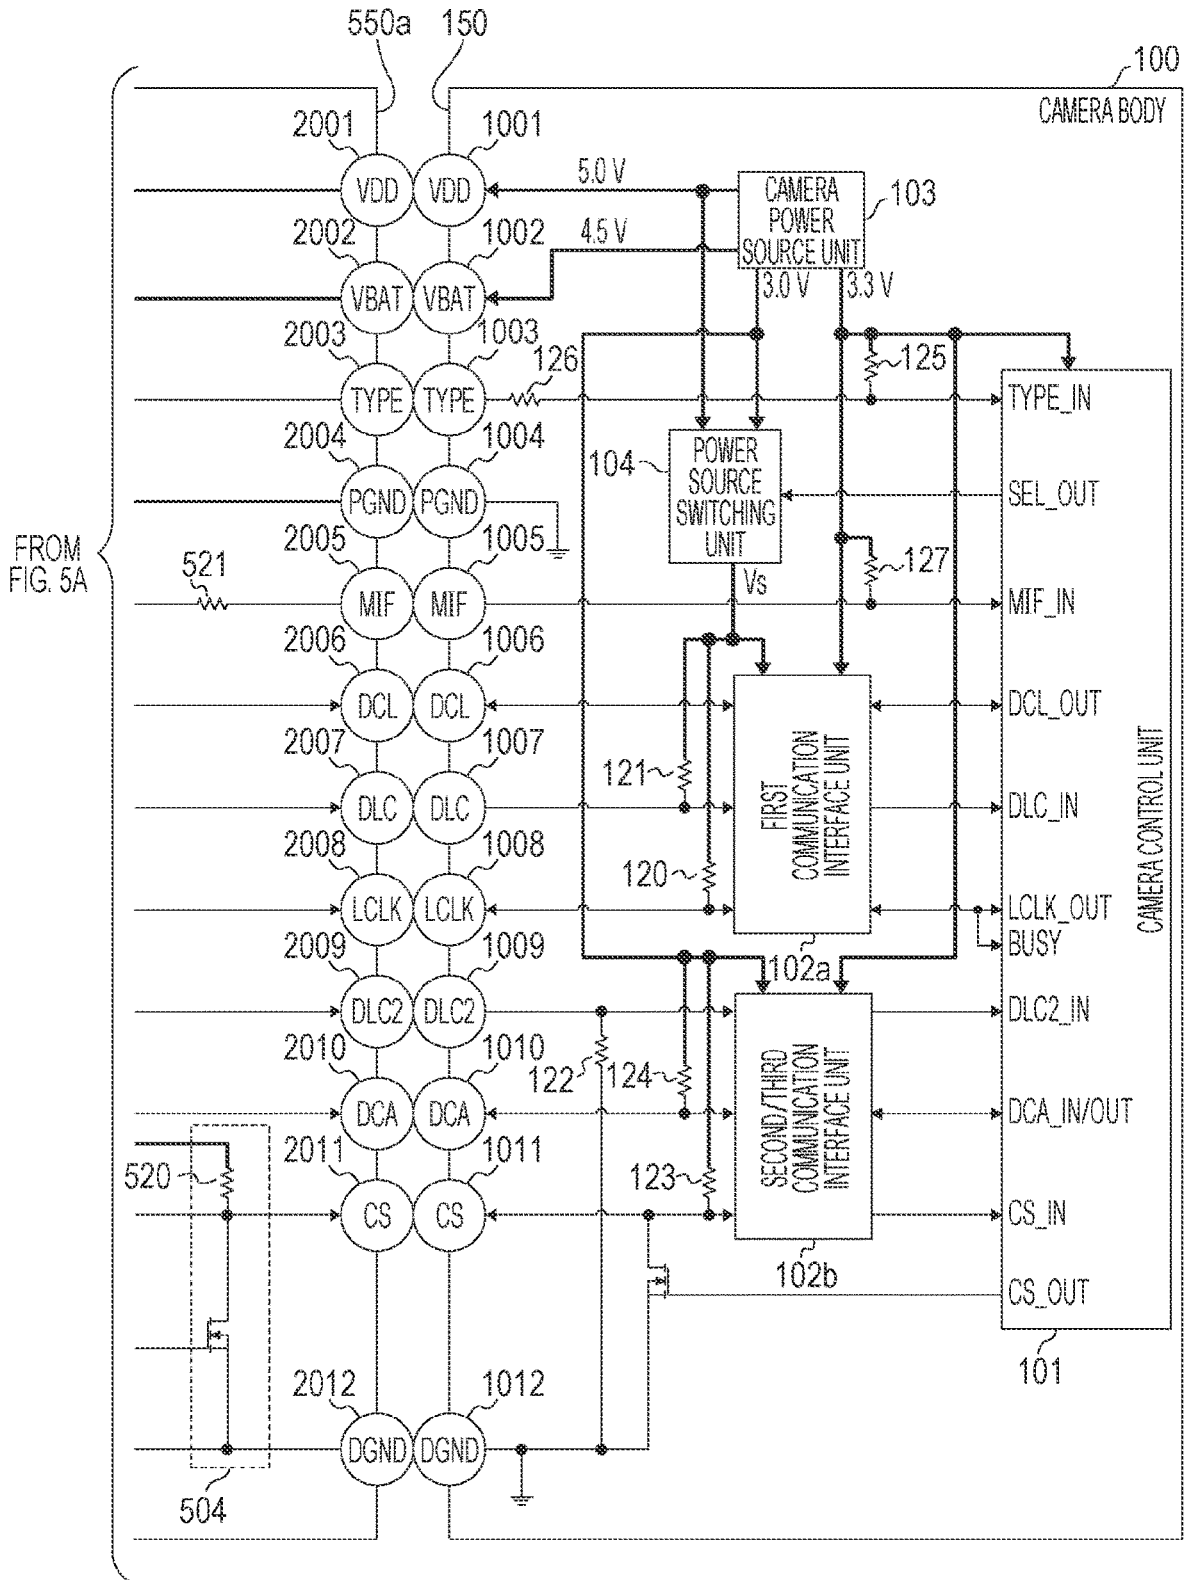 550a 150
100
CAMERA BODY
2001 1001
VDD VDD
5.0 V
CAMERA
POWER
SOURCE UNIT
103
2002 1002
VBAT VBAT
4.5 V
3.0 V 3.3 V
2003 1003
TYPE TYPE
126
125
TYPE_IN
2004 1004
PGND PGND
104
POWER
SOURCE
SWITCHING
UNIT
SEL_OUT
FROM
FIG. 5A
2005 1005
521
MIF MIF
Vs
127
MIF_IN
2006 1006
DCL DCL
DCL_OUT
2007 1007
DLC DLC
121
FIRST
COMMUNICATION
INTERFACE UNIT
DLC_IN
CAMERA CONTROL UNIT
2008 1008
LCLK LCLK
120
LCLK_OUT
BUSY
102a
2009 1009
DLC2 DLC2
DLC2_IN
2010 1010
122 124
DCA DCA
SECOND/THIRD
COMMUNICATION
INTERFACE UNIT
DCA_IN/OUT
520
2011 1011
CS CS
123
CS_IN
102b
CS_OUT
101
2012 1012
DGND DGND
504